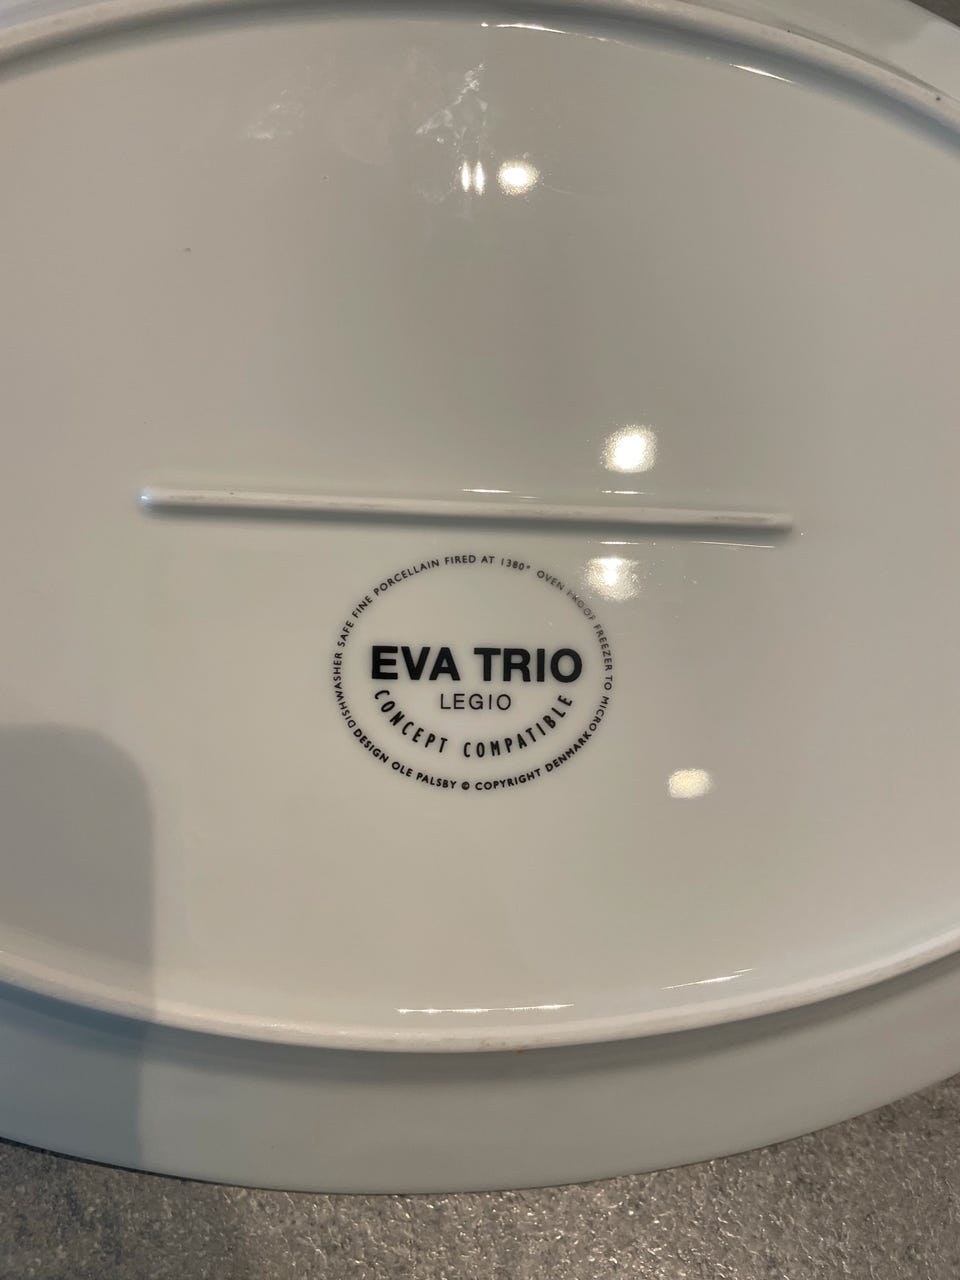 DISHWASHER SAFE FINE PORCELLAIN FIRED AT 1380° OVEN PROOF FREEZER TO MICRO
EVA TRIO
LEGIO
CONCEPT COMPATIBLE
DESIGN OLE PALSBY © COPYRIGHT DENMARK